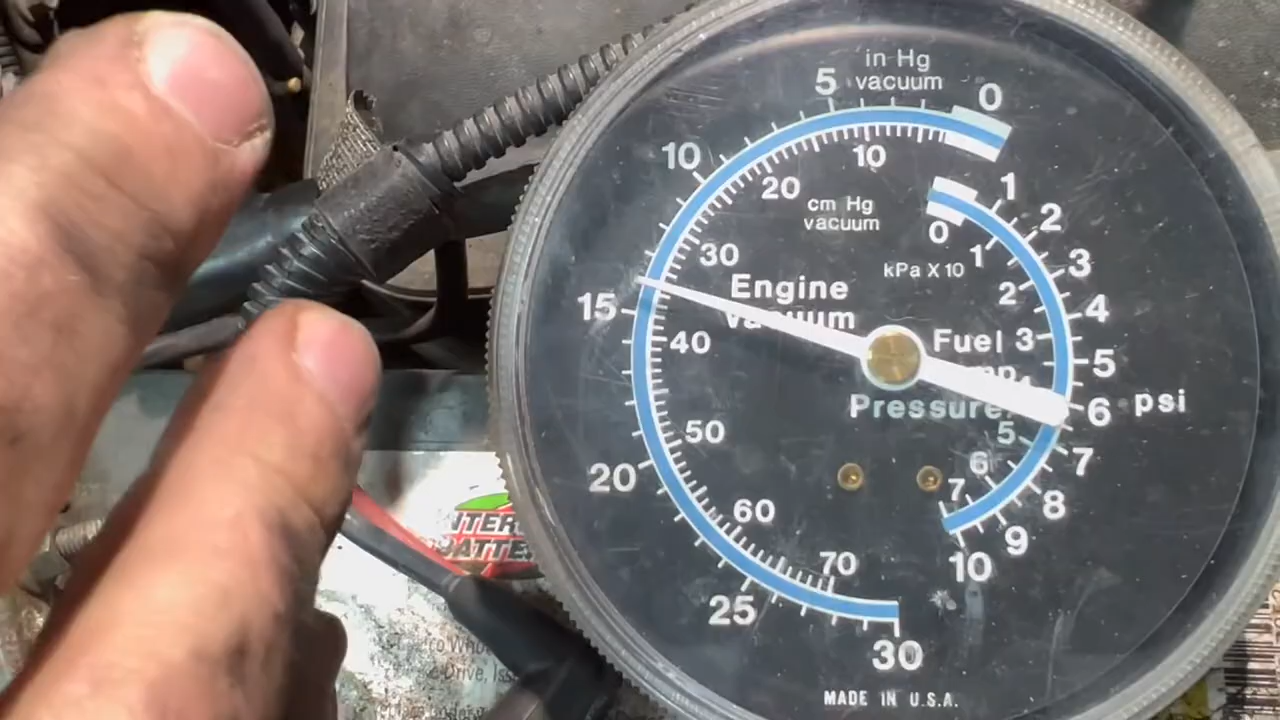 in Hg
vacuum
5
0
10
10
20
cm Hg
vacuum
1
2
0
1
kPa X 10
3
30
2
Engine
vacuum
15
4
Fuel 3
40
5
Pressure
6 psi
5
50
7
6
20
7
8
60
9
70
10
25
30
MADE IN U.S.A.